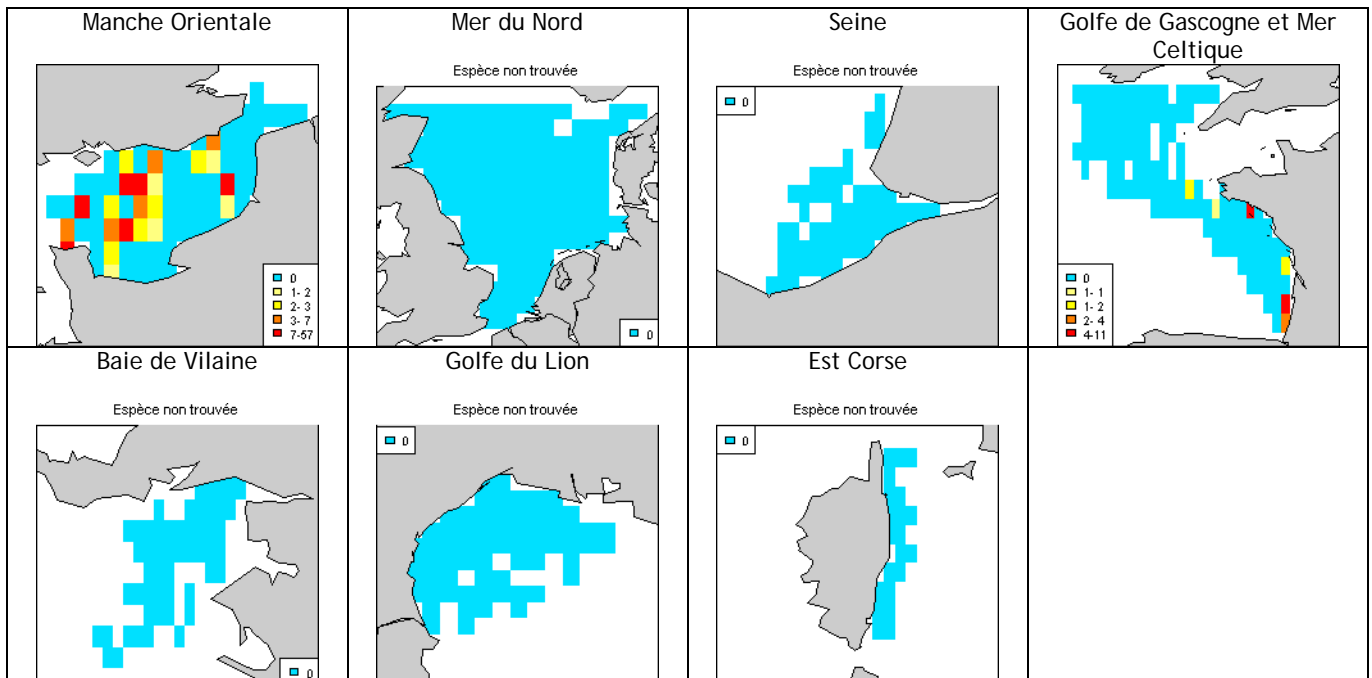 Manche Orientale
0
1- 2
2- 3
3- 7
7-57
Mer du Nord
Espèce non trouvée
0
Seine
Espèce non trouvée
0
Golfe de Gascogne et Mer
Celtique
0
1- 1
1- 2
2- 4
4-11
Baie de Vilaine
Espèce non trouvée
0
Golfe du Lion
Espèce non trouvée
0
Est Corse
Espèce non trouvée
0